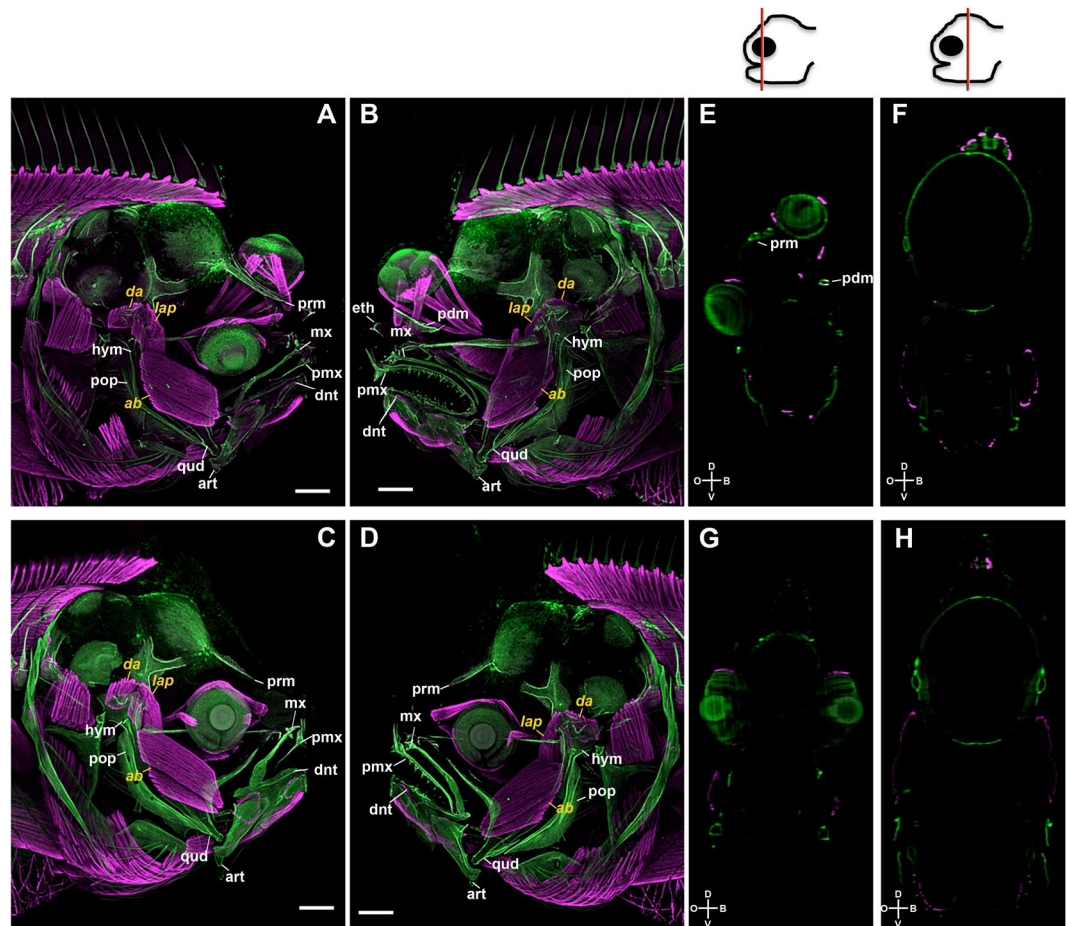 A
da
lap
prm
mx
hym
pmx
pop
dnt
ab
qud
art
B
da
lap
eth
pdm
mx
hym
pmx
pop
dnt
ab
qud
art
E
prm
pdm
D
O B
V
F
D
O B
V
C
da
lap
prm
mx
hym
pmx
pop
dnt
ab
qud
art
D
prm
da
lap
mx
hym
pmx
pop
dnt
ab
qud
art
G
D
O B
V
H
D
O B
V